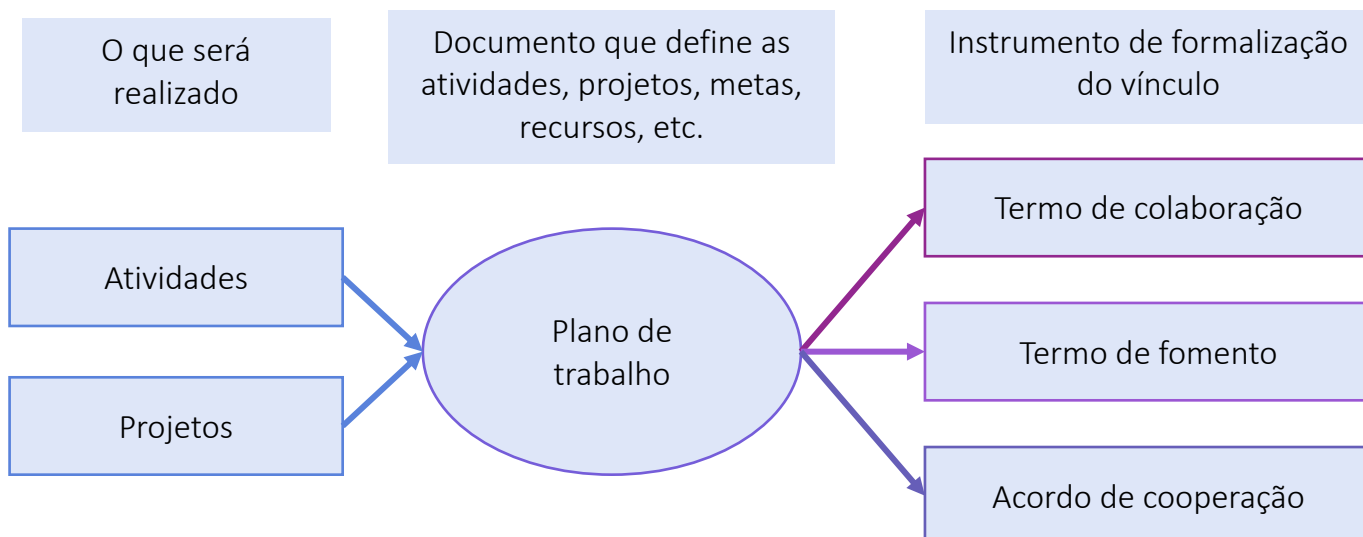 O que será
realizado
Documento que define as
atividades, projetos, metas,
recursos, etc.
Instrumento de formalização
do vínculo
Atividades
Projetos
Plano de
trabalho
Termo de colaboração
Termo de fomento
Acordo de cooperação